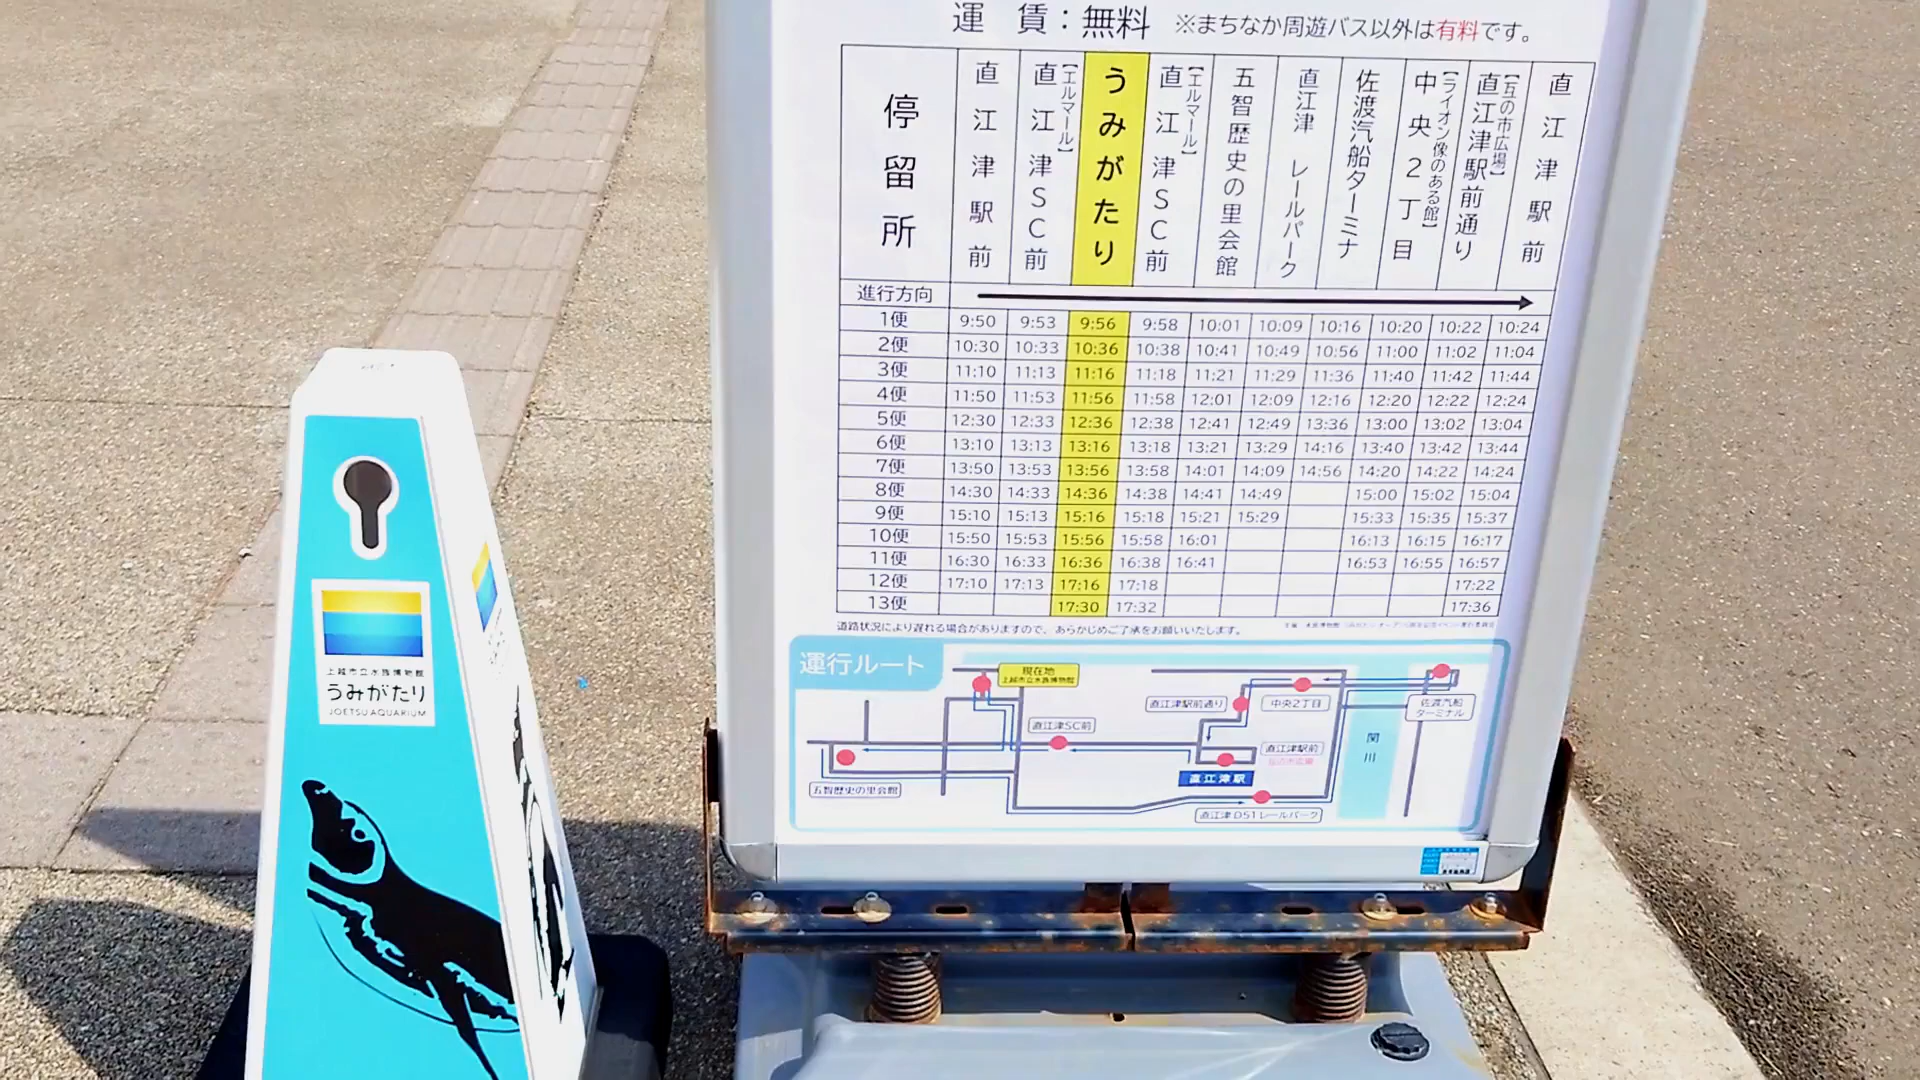 運 賃：無料 ※まちなか周遊バス以外は有料です。
停留所 直江津駅前 直江津SC前【エルマール】 うみがたり 直江津SC前【エルマール】 五智歴史の里会館 直江津 レールパーク 佐渡汽船ターミナ 中央2丁目【ライオン像のある館】 直江津駅前通り【互の市広場】 直江津駅前
進行方向
1便 9:50 9:53 9:56 9:58 10:01 10:09 10:16 10:20 10:22 10:24
2便 10:30 10:33 10:36 10:38 10:41 10:49 10:56 11:00 11:02 11:04
3便 11:10 11:13 11:16 11:18 11:21 11:29 11:36 11:40 11:42 11:44
4便 11:50 11:53 11:56 11:58 12:01 12:09 12:16 12:20 12:22 12:24
5便 12:30 12:33 12:36 12:38 12:41 12:49 13:36 13:00 13:02 13:04
6便 13:10 13:13 13:16 13:18 13:21 13:29 14:16 13:40 13:42 13:44
7便 13:50 13:53 13:56 13:58 14:01 14:09 14:56 14:20 14:22 14:24
8便 14:30 14:33 14:36 14:38 14:41 14:49 15:00 15:02 15:04
9便 15:10 15:13 15:16 15:18 15:21 15:29 15:33 15:35 15:37
10便 15:50 15:53 15:56 15:58 16:01 16:13 16:15 16:17
11便 16:30 16:33 16:36 16:38 16:41 16:53 16:55 16:57
12便 17:10 17:13 17:16 17:18 17:22
13便 17:30 17:32 17:36
道路状況により遅れる場合がありますので、あらかじめご了承をお願いいたします。
運行ルート
現在地
上越市立水族博物館
直江津駅前通り
中央2丁目
佐渡汽船
ターミナル
直江津SC前
関川
直江津駅前
直江津駅
五智歴史の里会館
直江津D51レールパーク
上越市立水族博物館
うみがたり
JOETSU AQUARIUM